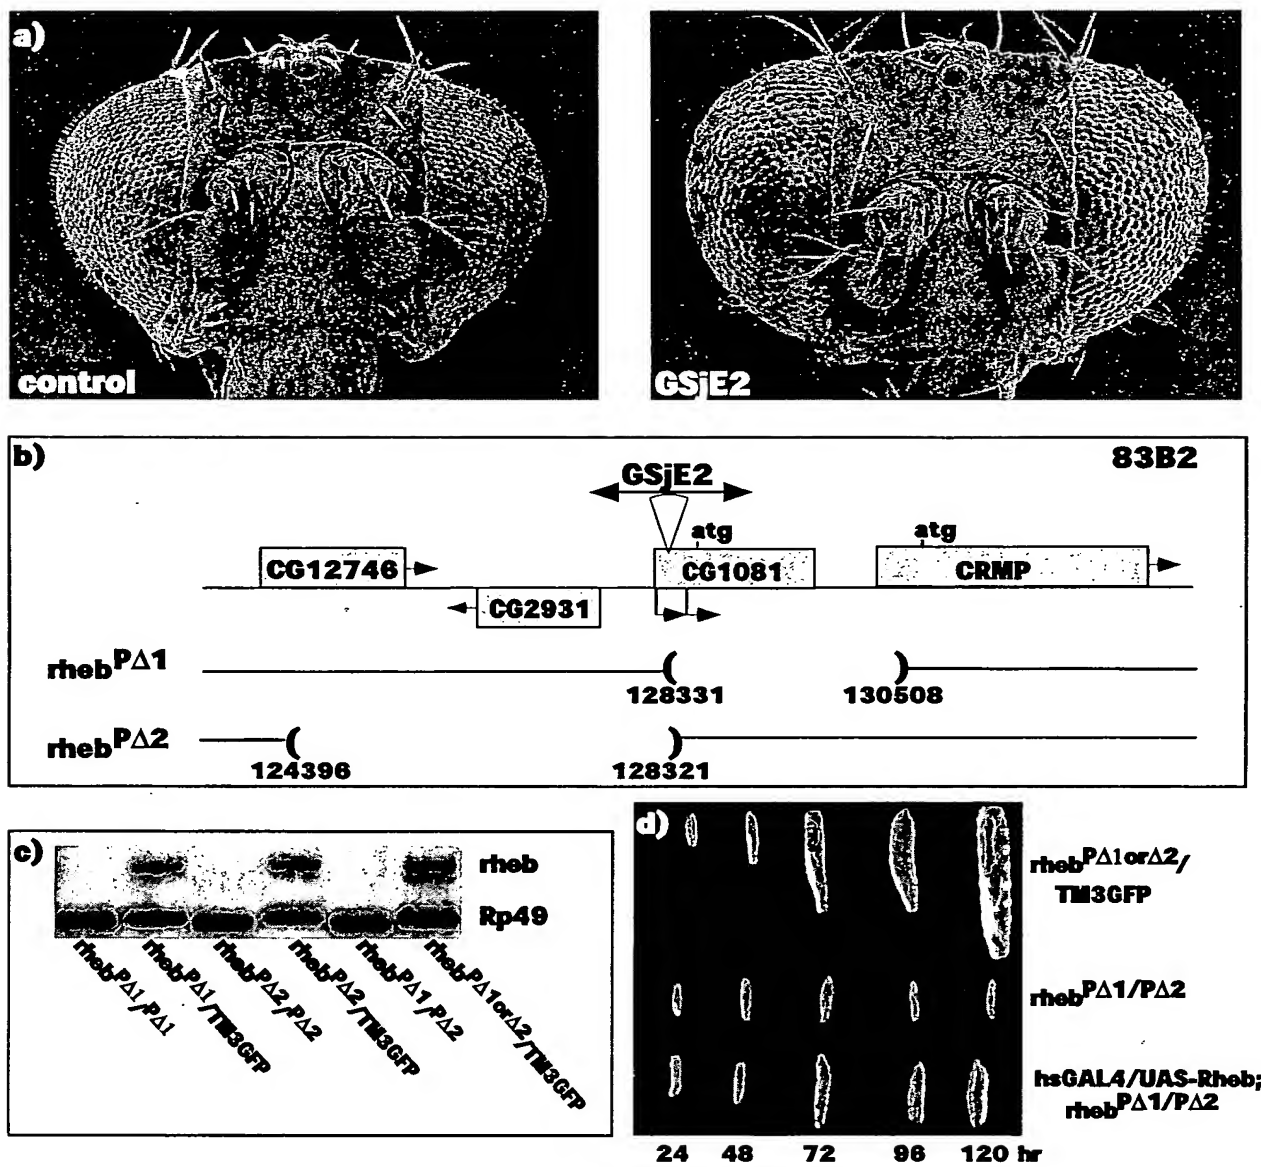 a)
control
GSjE2
b)
83B2
GSjE2
atg
atg
CG12746
CG1081
CRMP
CG2931
rheb PΔ1
128331
130508
rheb PΔ2
124396
128321
c)
rheb
Rp49
rheb PΔ1/PΔ1
rheb PΔ1/TM3GFP
rheb PΔ2/PΔ2
rheb PΔ2/TM3GFP
rheb PΔ1/PΔ2
rheb PΔ1orΔ2/TM3GFP
d)
rheb PΔ1orΔ2/
TM3GFP
rheb PΔ1/PΔ2
hsGAL4/UAS-Rheb;
rheb PΔ1/PΔ2
24 48 72 96 120 hr